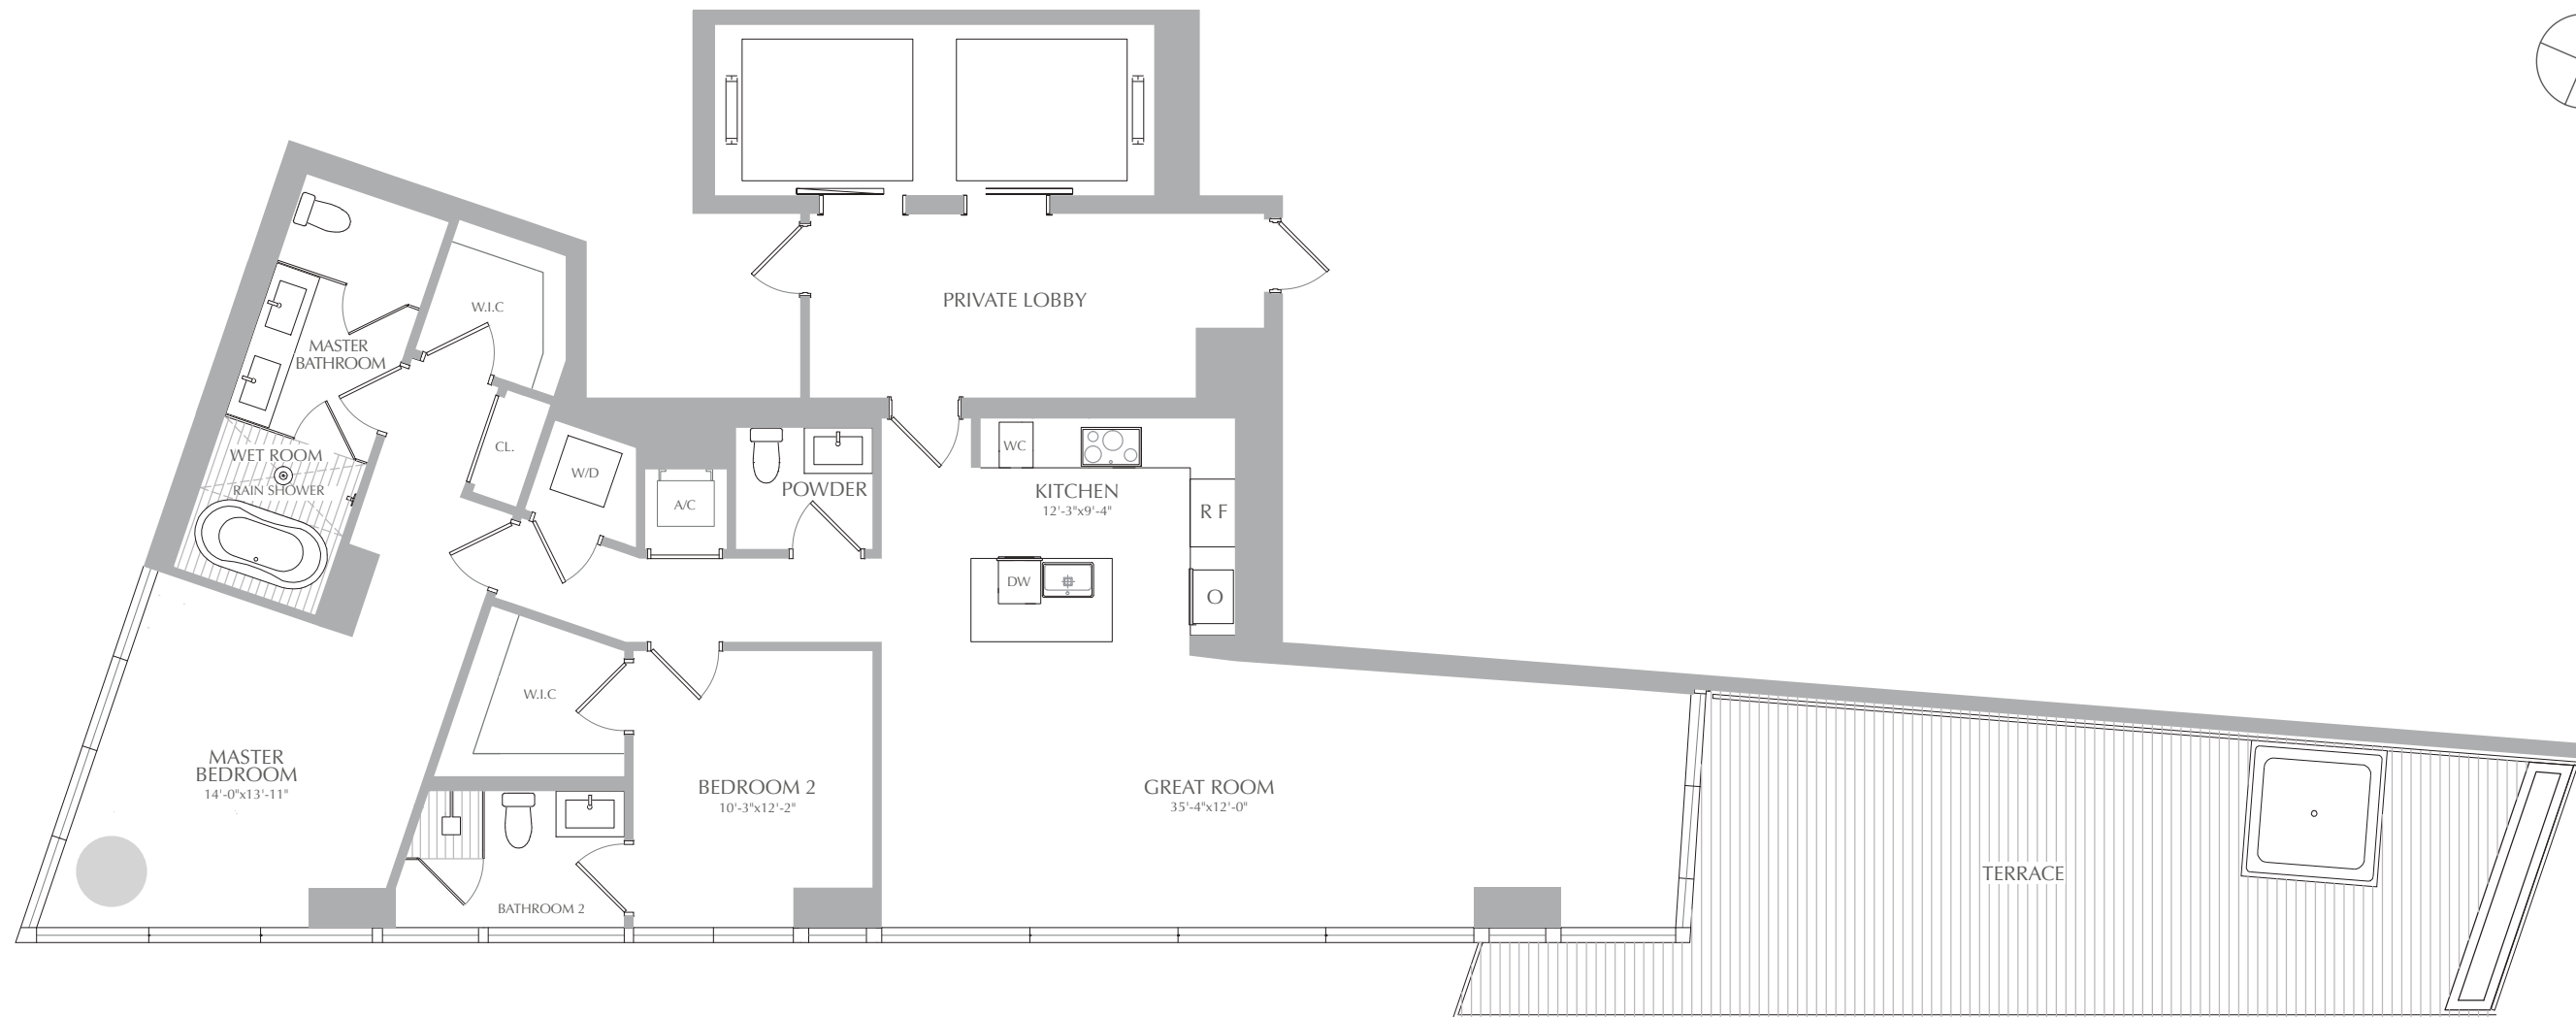 PRIVATE LOBBY
W.I.C
MASTER
BATHROOM
CL.
WET ROOM
RAIN SHOWER
W/D
A/C
POWDER
WC
KITCHEN
12'-3"x9'-4"
R F
DW
O
W.I.C
MASTER
BEDROOM
14'-0"x13'-11"
BEDROOM 2
10'-3"x12'-2"
GREAT ROOM
35'-4"x12'-0"
TERRACE
BATHROOM 2